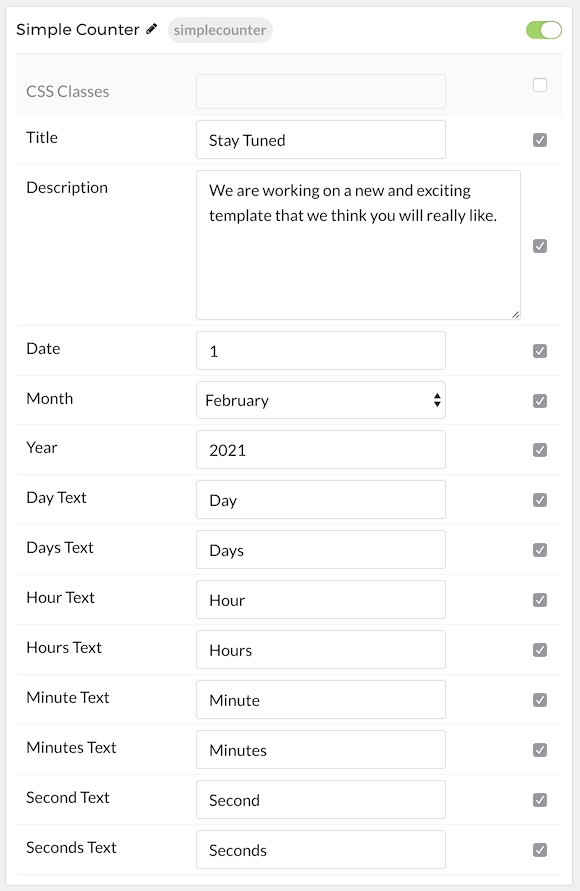 Simple Counter simplecounter
CSS Classes
Title Stay Tuned
Description We are working on a new and exciting
template that we think you will really like.
Date 1
Month February
Year 2021
Day Text Day
Days Text Days
Hour Text Hour
Hours Text Hours
Minute Text Minute
Minutes Text Minutes
Second Text Second
Seconds Text Seconds